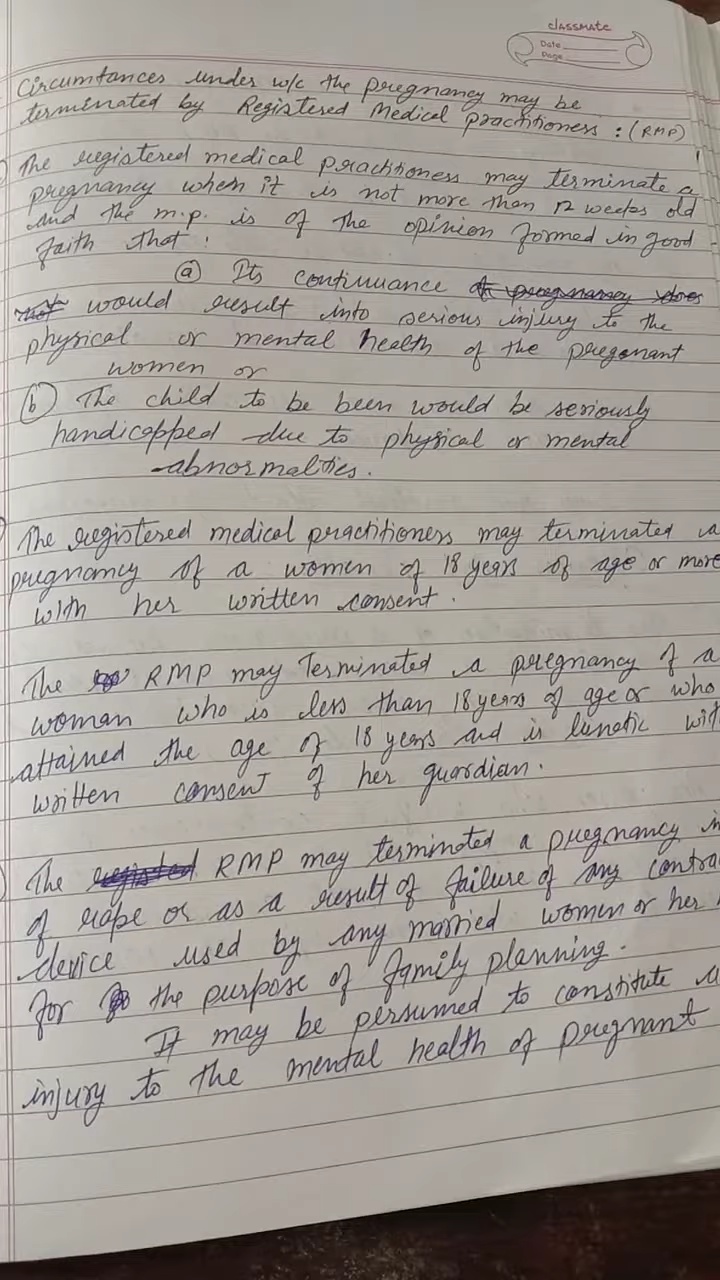 classmate
Date
Page
Circumtances under w/c the pregnancy may be
terminated by Registered Medical practitioness : (RMP)
The registered medical practitioness may terminate a
pregnancy when it is not more than 12 weeks old
and the m.p. is of the opinion formed in good
faith that :
(a) Its continuance of pregnancy does
not would result into serious injury to the
physical or mental health of the pregonant
women or
(b) The child to be been would be seriously
handicapped due to physical or mental
abnormalities.
The registered medical practitioners may terminated a
pregnancy of a women of 18 years of age or more
with her written consent.
The RMP may Terminated a pregnancy of a
woman who is less than 18 years of age or who
attained the age of 18 years and is lunatic wit
written consent of her guardian.
The registed RMP may terminated a pregnancy in
of rape or as a result of failure of any contra
device used by any married women or her
for the purpose of family planning.
It may be persumed to constitute a
injury to the mental health of pregnant